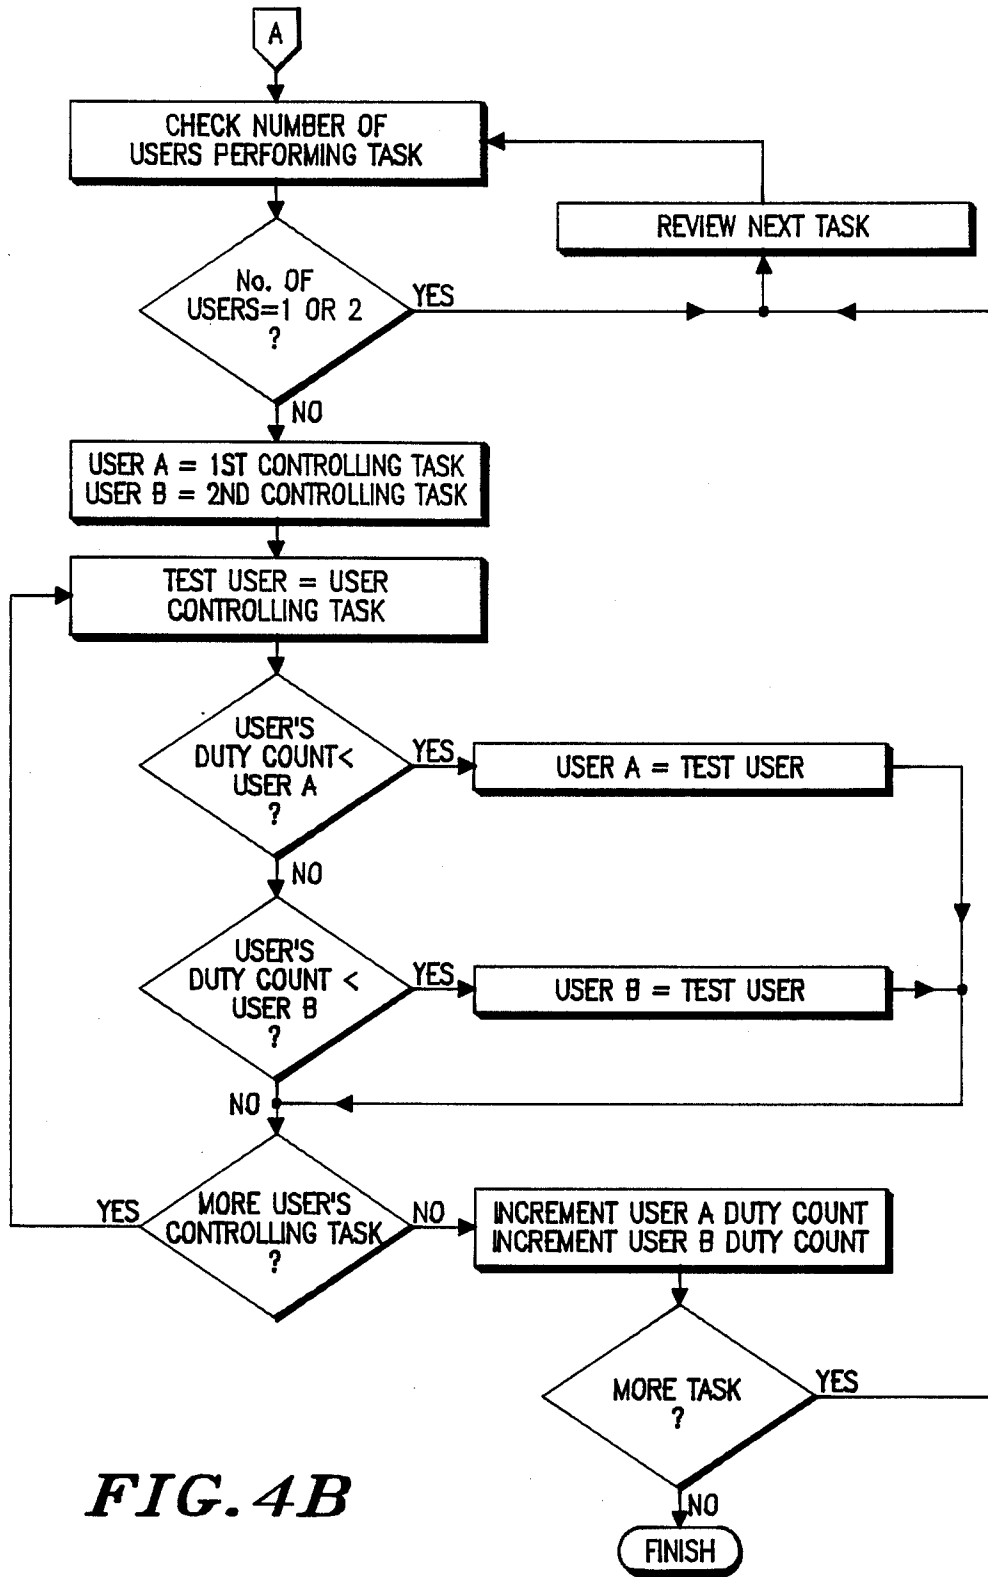 A
CHECK NUMBER OF
USERS PERFORMING TASK
REVIEW NEXT TASK
No. OF
USERS=1 OR 2
?
YES
NO
USER A = 1ST CONTROLLING TASK
USER B = 2ND CONTROLLING TASK
TEST USER = USER
CONTROLLING TASK
USER'S
DUTY COUNT<
USER A
?
YES
USER A = TEST USER
NO
USER'S
DUTY COUNT <
USER B
?
YES
USER B = TEST USER
NO
YES
MORE USER'S
CONTROLLING TASK
?
NO
INCREMENT USER A DUTY COUNT
INCREMENT USER B DUTY COUNT
MORE TASK
?
YES
NO
FINISH
FIG. 4B